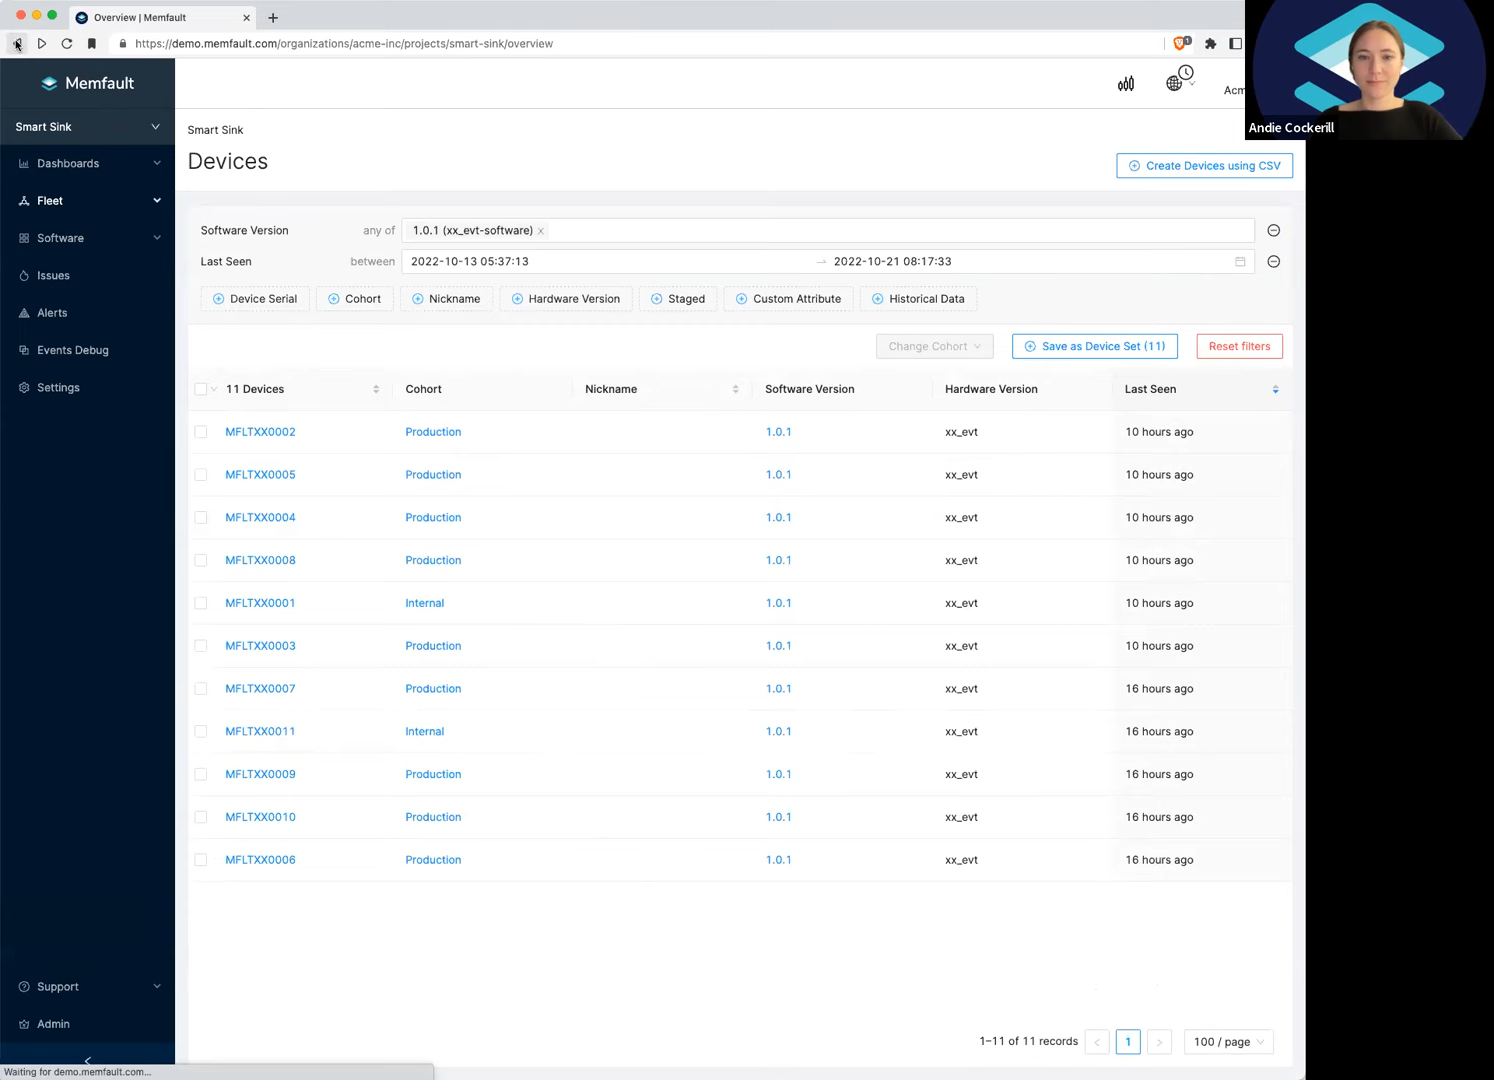 Overview | Memfault
https://demo.memfault.com/organizations/acme-inc/projects/smart-sink/overview
1
Memfault
Acm
Andie Cockerill
Smart Sink
Dashboards
Fleet
Software
Issues
Alerts
Events Debug
Settings
Support
Admin
Smart Sink
Devices
Create Devices using CSV
Software Version any of 1.0.1 (xx_evt-software)
Last Seen between 2022-10-13 05:37:13 → 2022-10-21 08:17:33
Device Serial Cohort Nickname Hardware Version Staged Custom Attribute Historical Data
Change Cohort Save as Device Set (11) Reset filters
11 Devices Cohort Nickname Software Version Hardware Version Last Seen
MFLTXX0002 Production 1.0.1 xx_evt 10 hours ago
MFLTXX0005 Production 1.0.1 xx_evt 10 hours ago
MFLTXX0004 Production 1.0.1 xx_evt 10 hours ago
MFLTXX0008 Production 1.0.1 xx_evt 10 hours ago
MFLTXX0001 Internal 1.0.1 xx_evt 10 hours ago
MFLTXX0003 Production 1.0.1 xx_evt 10 hours ago
MFLTXX0007 Production 1.0.1 xx_evt 16 hours ago
MFLTXX0011 Internal 1.0.1 xx_evt 16 hours ago
MFLTXX0009 Production 1.0.1 xx_evt 16 hours ago
MFLTXX0010 Production 1.0.1 xx_evt 16 hours ago
MFLTXX0006 Production 1.0.1 xx_evt 16 hours ago
1–11 of 11 records < 1 > 100 / page
Waiting for demo.memfault.com...